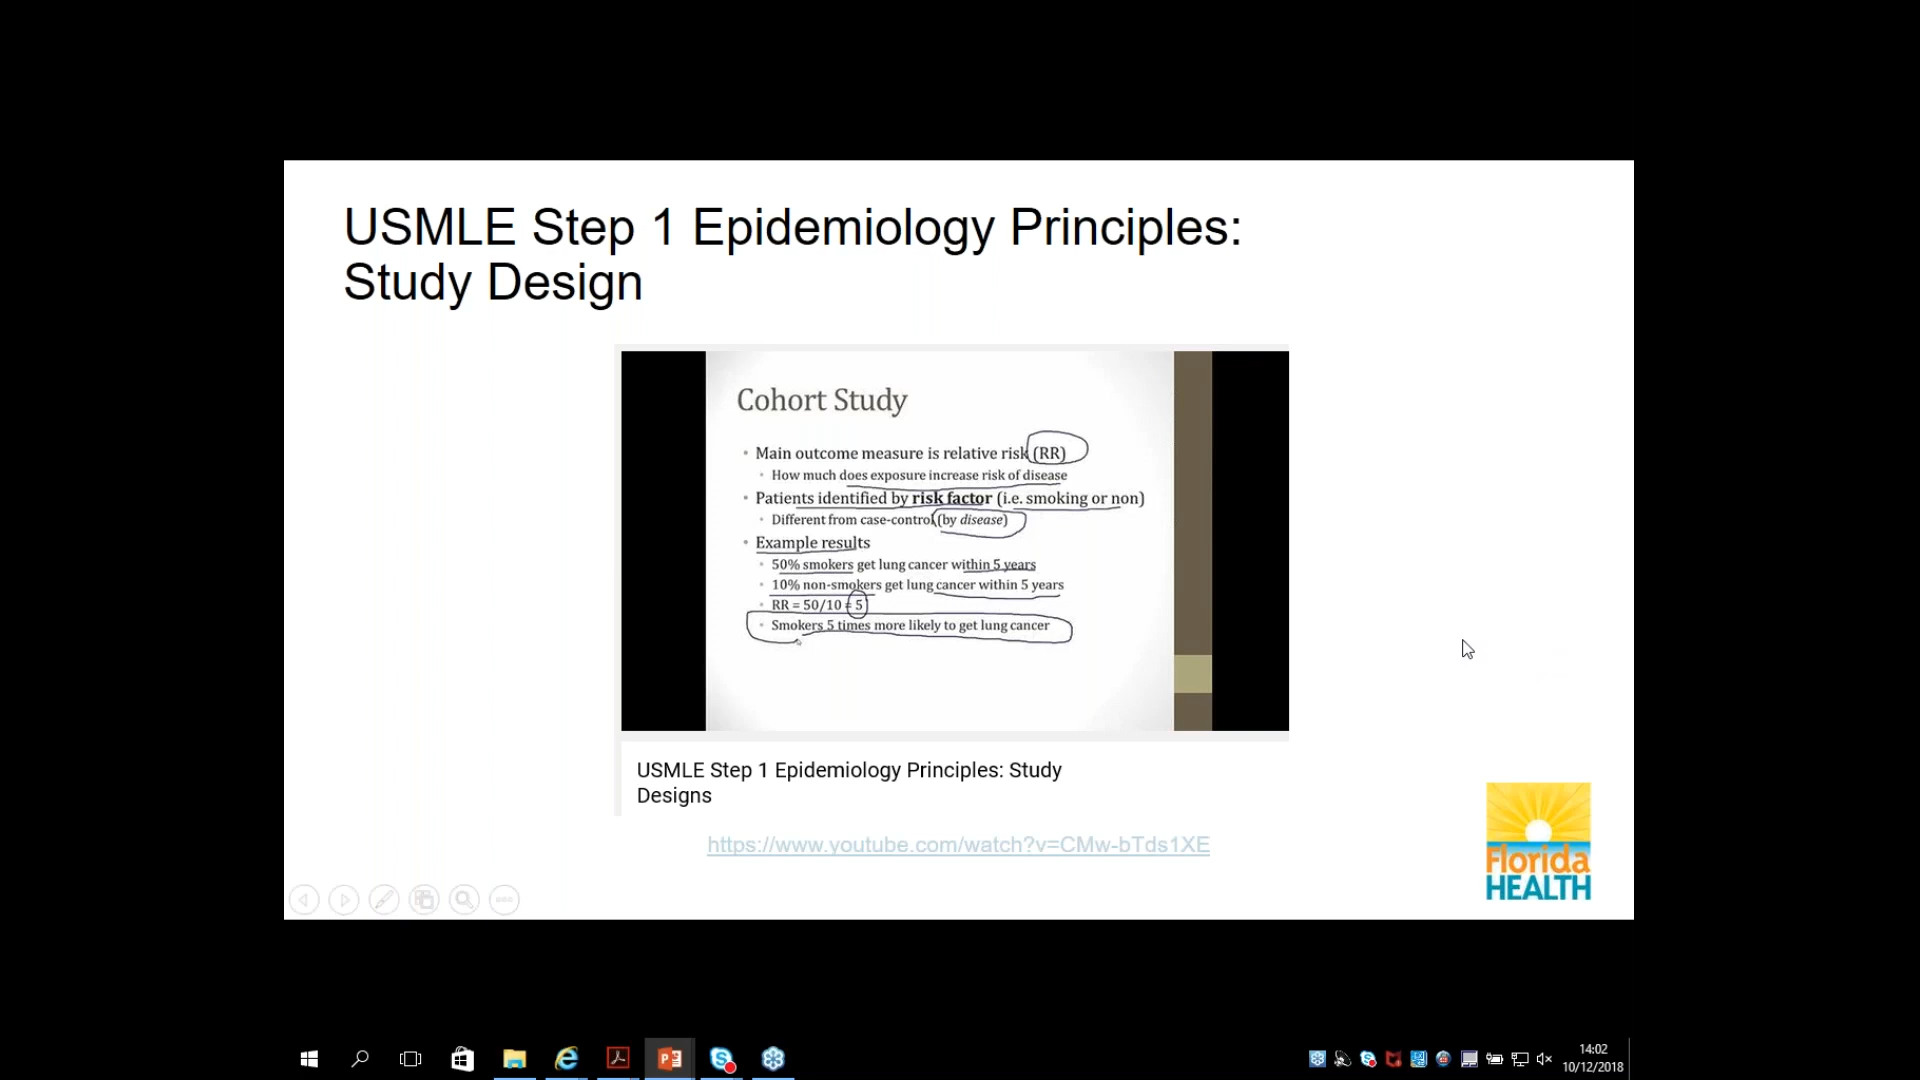 USMLE Step 1 Epidemiology Principles:
Study Design
Cohort Study
• Main outcome measure is relative risk (RR)
• How much does exposure increase risk of disease
• Patients identified by risk factor (i.e. smoking or non)
• Different from case-control (by disease)
• Example results
• 50% smokers get lung cancer within 5 years
• 10% non-smokers get lung cancer within 5 years
• RR = 50/10 = 5
• Smokers 5 times more likely to get lung cancer
USMLE Step 1 Epidemiology Principles: Study
Designs
https://www.youtube.com/watch?v=CMw-bTds1XE
Florida
HEALTH
14:02
10/12/2018